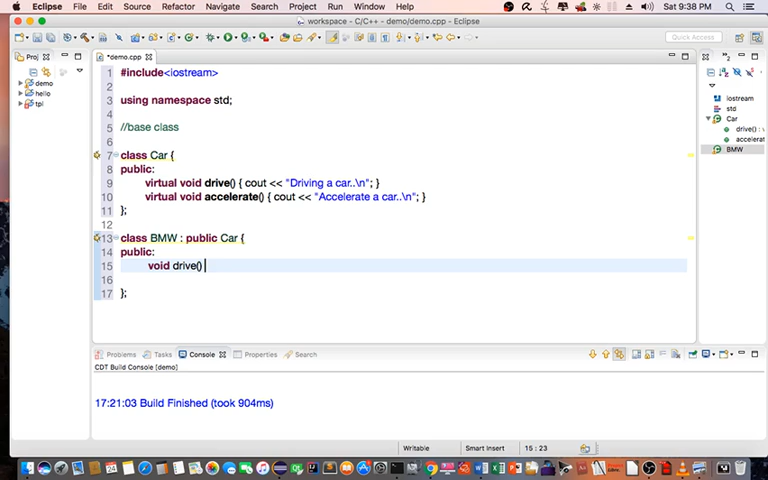 Eclipse File Edit Source Refactor Navigate Search Project Run Window Help Sat 9:38 PM
workspace - C/C++ - demo/demo.cpp - Eclipse
Quick Access
Proj
*demo.cpp
demo
hello
tpl
1 #include<iostream>
2
3 using namespace std;
4
5 //base class
6
7 class Car {
8 public:
9 virtual void drive() { cout << "Driving a car..\n"; }
10 virtual void accelerate() { cout << "Accelerate a car..\n"; }
11 };
12
13 class BMW : public Car {
14 public:
15 void drive()
16
17 };
iostream
std
Car
drive() : v
accelerat
BMW
Problems Tasks Console Properties Search
CDT Build Console [demo]
17:21:03 Build Finished (took 904ms)
Writable Smart Insert 15 : 23